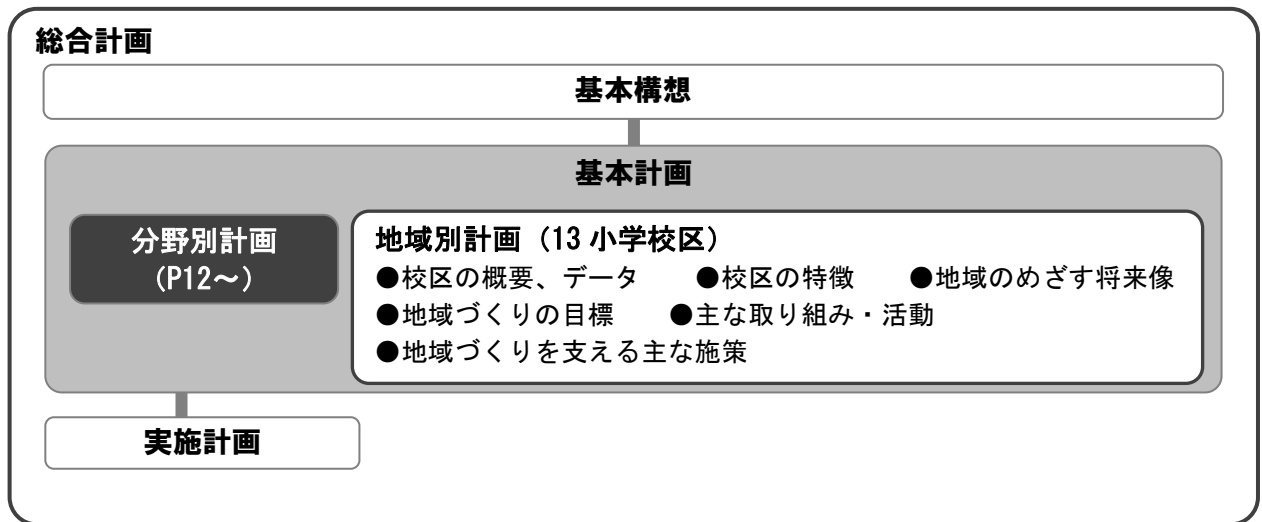 総合計画
基本構想
基本計画
分野別計画
(P12～)
地域別計画（13 小学校区）
●校区の概要、データ ●校区の特徴 ●地域のめざす将来像
●地域づくりの目標 ●主な取り組み・活動
●地域づくりを支える主な施策
実施計画